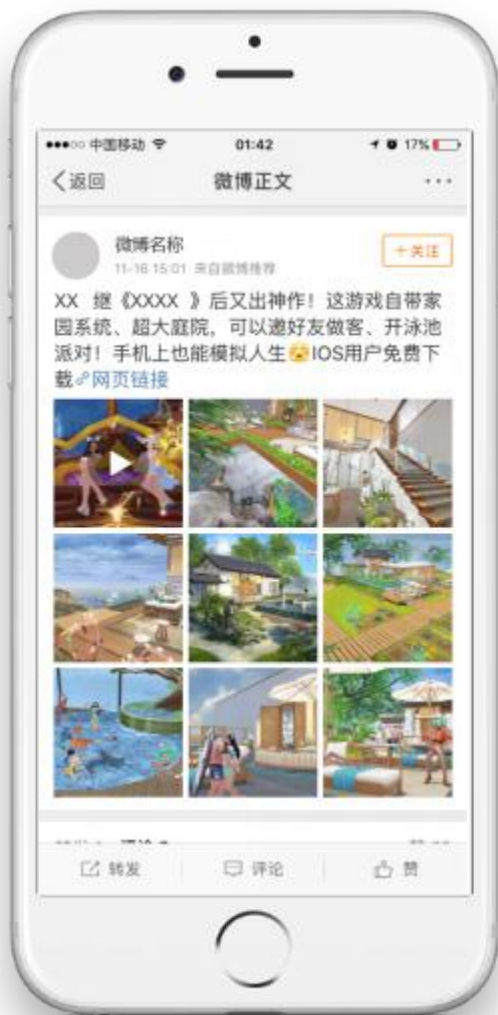 中国移动 01:42 17%
返回 微博正文 ...
微博名称 +关注
11-16 15:01 来自微博推荐
XX 继《XXXX 》后又出神作！这游戏自带家
园系统、超大庭院，可以邀好友做客、开泳池
派对！手机上也能模拟人生😌IOS用户免费下
载网页链接
转发 评论 赞